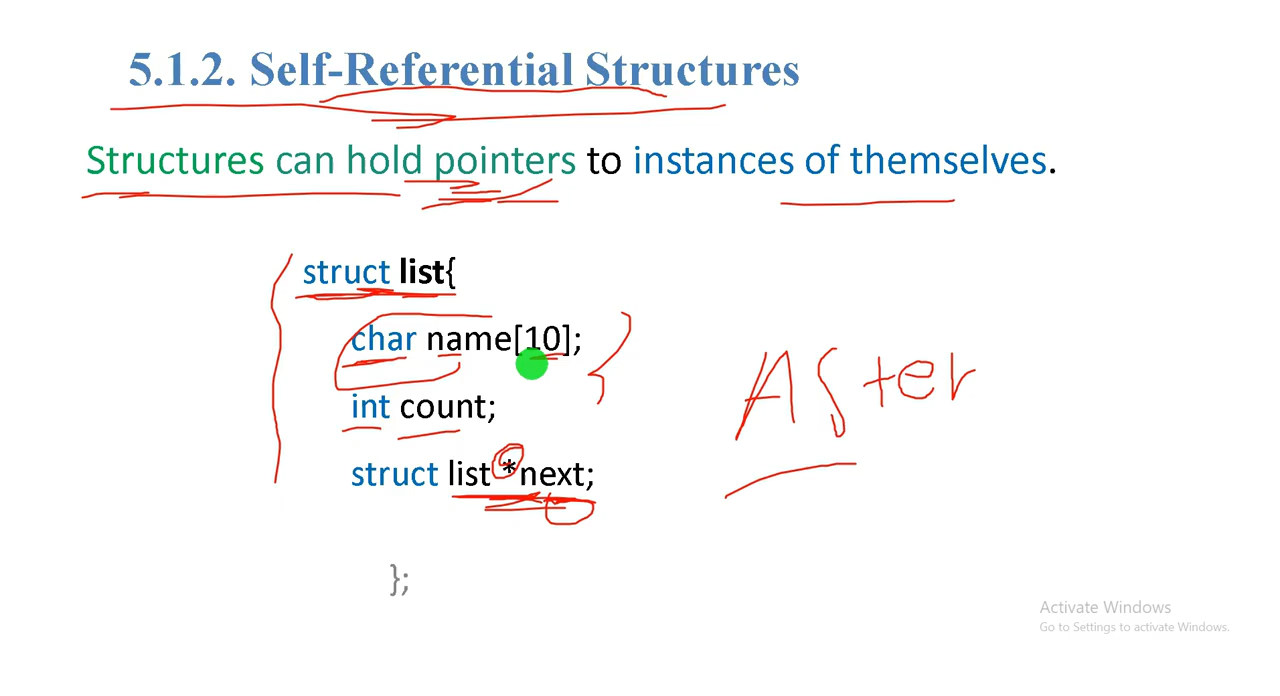 5.1.2. Self-Referential Structures
Structures can hold pointers to instances of themselves.
struct list{
char name[10];
int count;
struct list *next;
};
Aster
Activate Windows
Go to Settings to activate Windows.